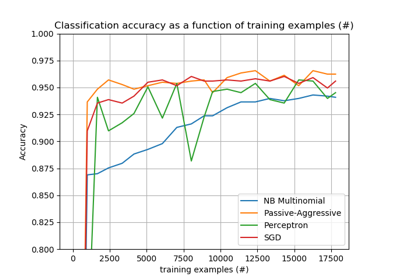 Classification accuracy as a function of training examples (#)
1.000
0.975
0.950
0.925
0.900
0.875
0.850
0.825
0.800
Accuracy
NB Multinomial
Passive-Aggressive
Perceptron
SGD
0 2500 5000 7500 10000 12500 15000 17500
training examples (#)